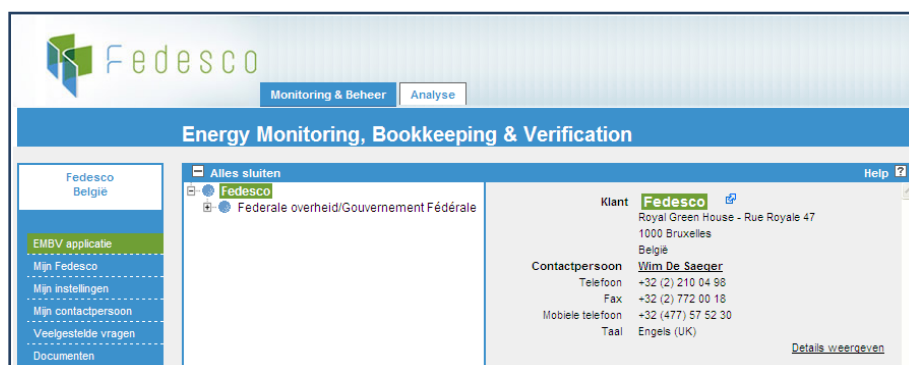 Fedesco
Monitoring & Beheer Analyse
Energy Monitoring, Bookkeeping & Verification
Fedesco
België
EMBV applicatie
Mijn Fedesco
Mijn instellingen
Mijn contactpersoon
Veelgestelde vragen
Documenten
Alles sluiten
Help ?
Fedesco
Federale overheid/Gouvernement Fédérale
Klant Fedesco
Royal Green House - Rue Royale 47
1000 Bruxelles
België
Contactpersoon Wim De Saeger
Telefoon +32 (2) 210 04 98
Fax +32 (2) 772 00 18
Mobiele telefoon +32 (477) 57 52 30
Taal Engels (UK)
Details weergeven